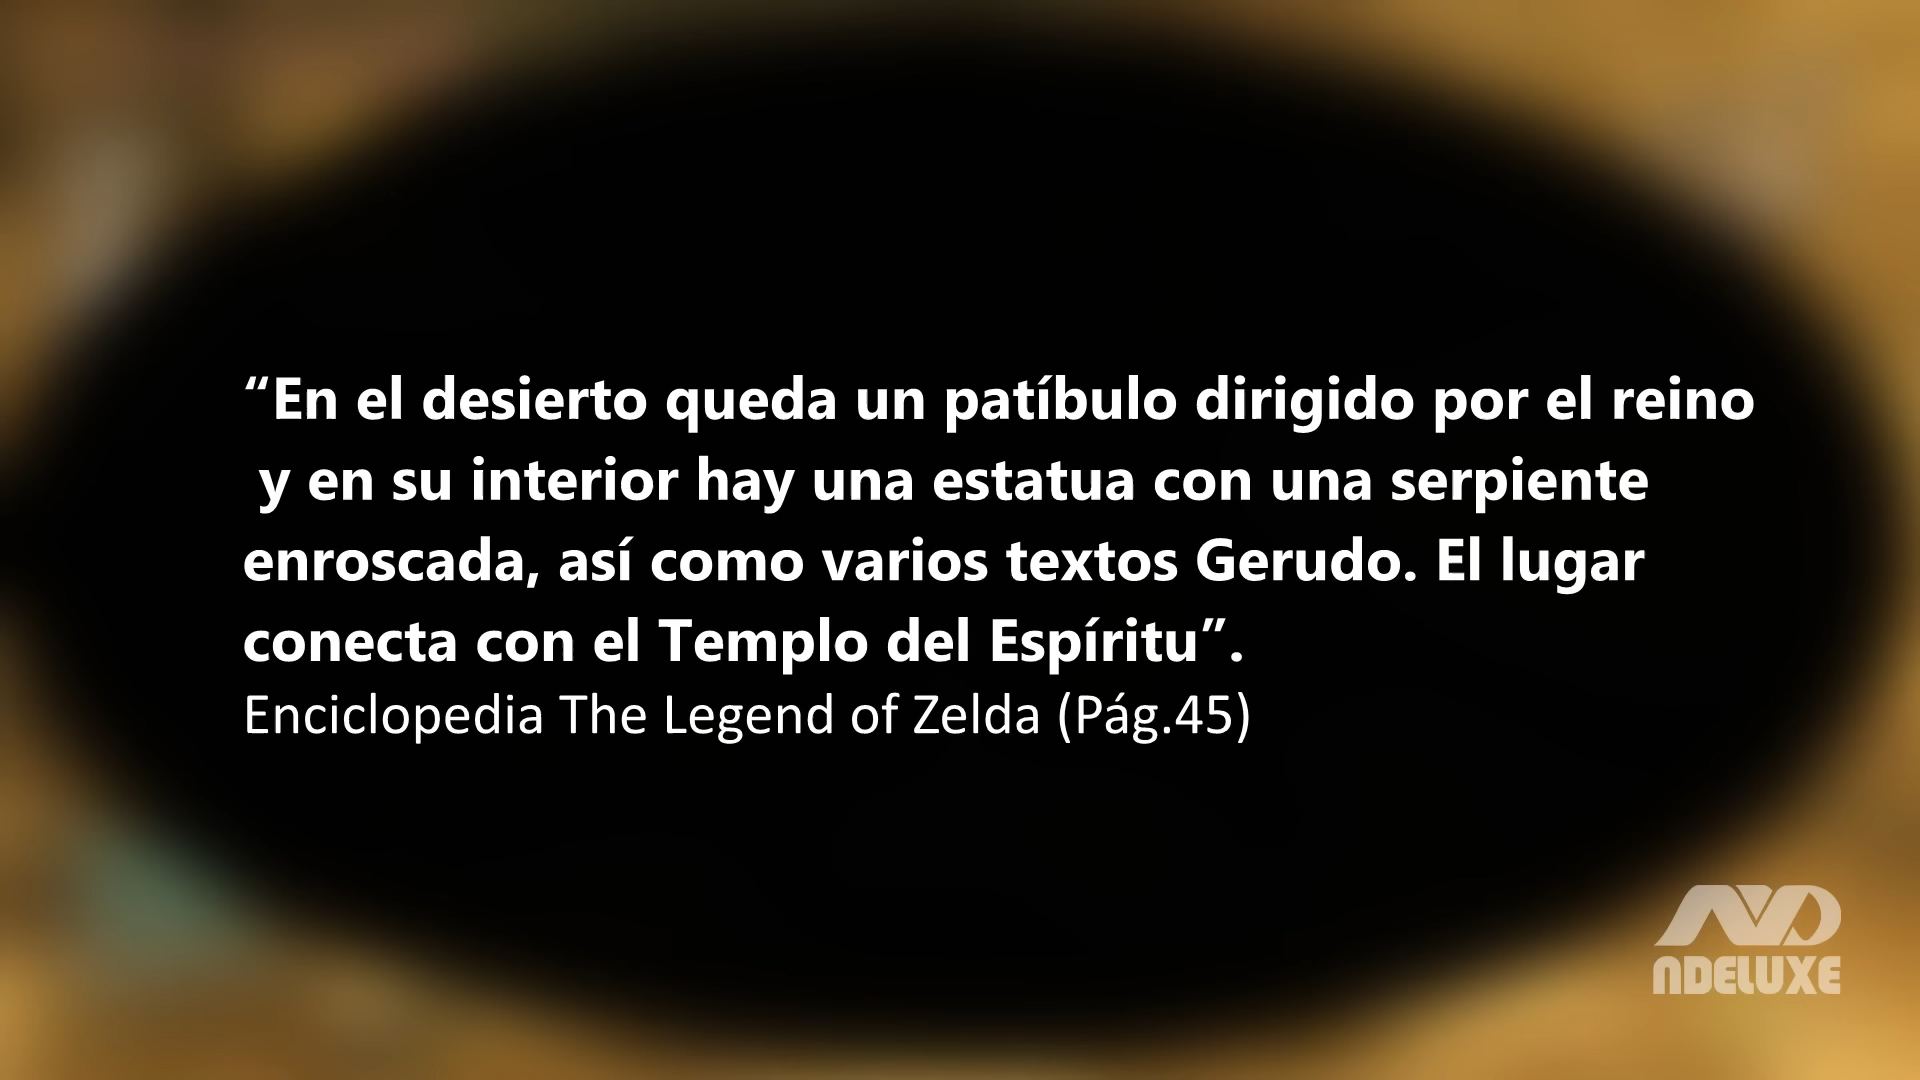 “En el desierto queda un patíbulo dirigido por el reino
y en su interior hay una estatua con una serpiente
enroscada, así como varios textos Gerudo. El lugar
conecta con el Templo del Espíritu”.
Enciclopedia The Legend of Zelda (Pág.45)
ND
NDELUXE